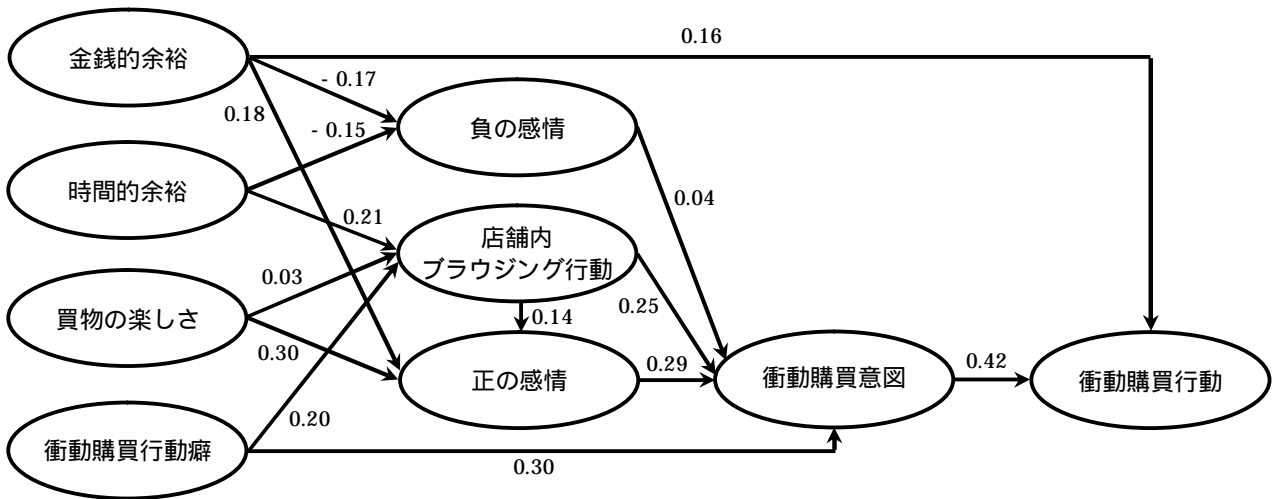 金銭的余裕
0.16
- 0.17
0.18
負の感情
- 0.15
時間的余裕
0.04
0.21
店舗内
ブラウジング行動
0.03
買物の楽しさ
0.25
0.14
0.30
正の感情
0.29
衝動購買意図
0.42
衝動購買行動
0.20
衝動購買行動癖
0.30